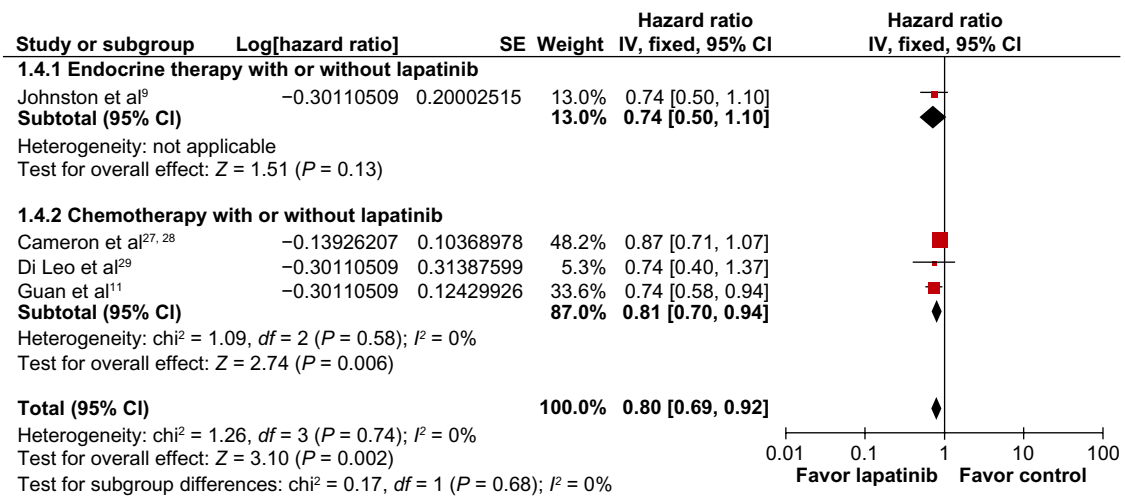 Hazard ratio Hazard ratio
Study or subgroup Log[hazard ratio] SE Weight IV, fixed, 95% CI IV, fixed, 95% CI
1.4.1 Endocrine therapy with or without lapatinib
Johnston et al⁹ −0.30110509 0.20002515 13.0% 0.74 [0.50, 1.10]
Subtotal (95% CI) 13.0% 0.74 [0.50, 1.10]
Heterogeneity: not applicable
Test for overall effect: Z = 1.51 (P = 0.13)
1.4.2 Chemotherapy with or without lapatinib
Cameron et al²⁷,²⁸ −0.13926207 0.10368978 48.2% 0.87 [0.71, 1.07]
Di Leo et al²⁹ −0.30110509 0.31387599 5.3% 0.74 [0.40, 1.37]
Guan et al¹¹ −0.30110509 0.12429926 33.6% 0.74 [0.58, 0.94]
Subtotal (95% CI) 87.0% 0.81 [0.70, 0.94]
Heterogeneity: chi² = 1.09, df = 2 (P = 0.58); I² = 0%
Test for overall effect: Z = 2.74 (P = 0.006)
Total (95% CI) 100.0% 0.80 [0.69, 0.92]
Heterogeneity: chi² = 1.26, df = 3 (P = 0.74); I² = 0%
Test for overall effect: Z = 3.10 (P = 0.002)
Test for subgroup differences: chi² = 0.17, df = 1 (P = 0.68); I² = 0%
0.01 0.1 1 10 100
Favor lapatinib Favor control